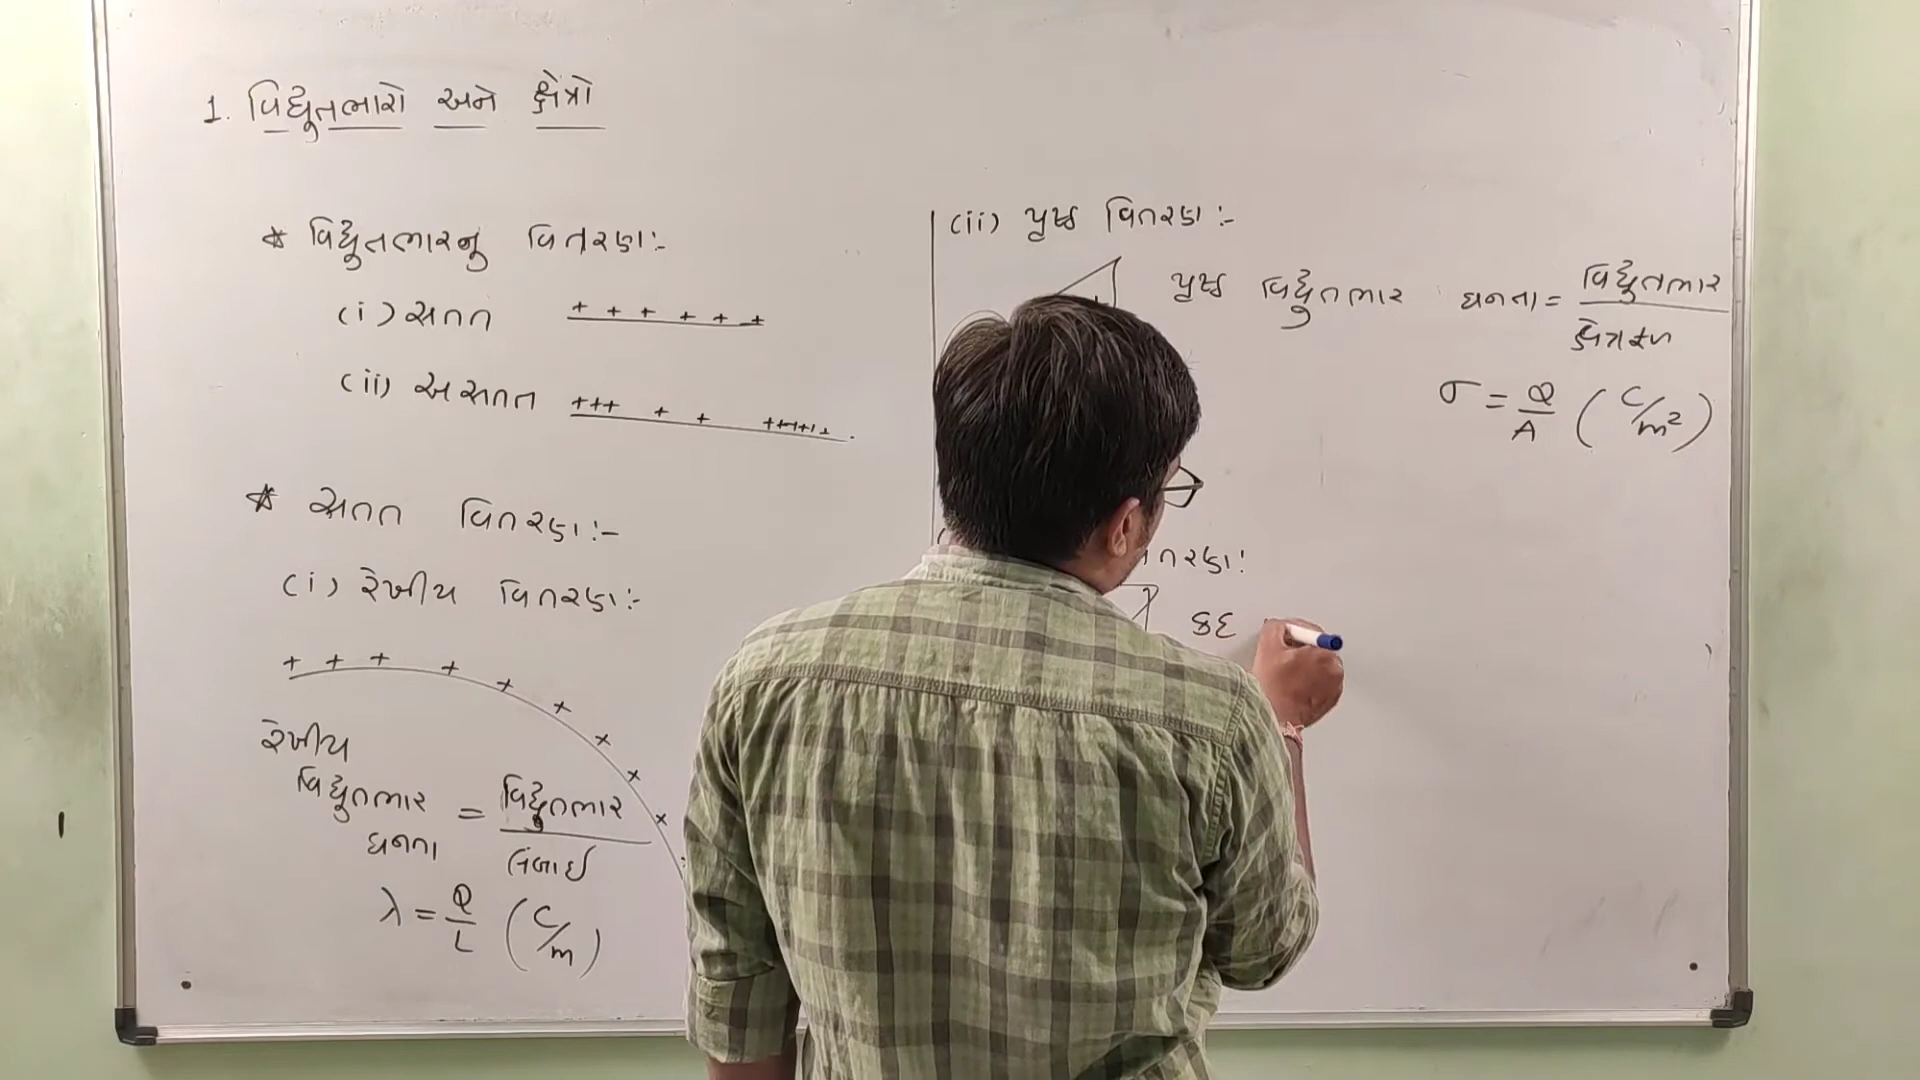 1. વિદ્યુતભારો અને ક્ષેત્રો
* વિદ્યુતભારનુ વિતરણ:-
(i) સતત + + + + + +
(ii) અસતત +++ + + +++++
* સતત વિતરણ:-
(i) રેખીય વિતરણ:-
+ + + + + + + + +
રેખીય
વિદ્યુતભાર ઘનતા = વિદ્યુતભાર / લંબાઈ
λ = Q/L (C/m)
(ii) પૃષ્ઠ વિતરણ:-
પૃષ્ઠ વિદ્યુતભાર ઘનતા = વિદ્યુતભાર / ક્ષેત્રફળ
σ = Q/A (C/m²)
કદ